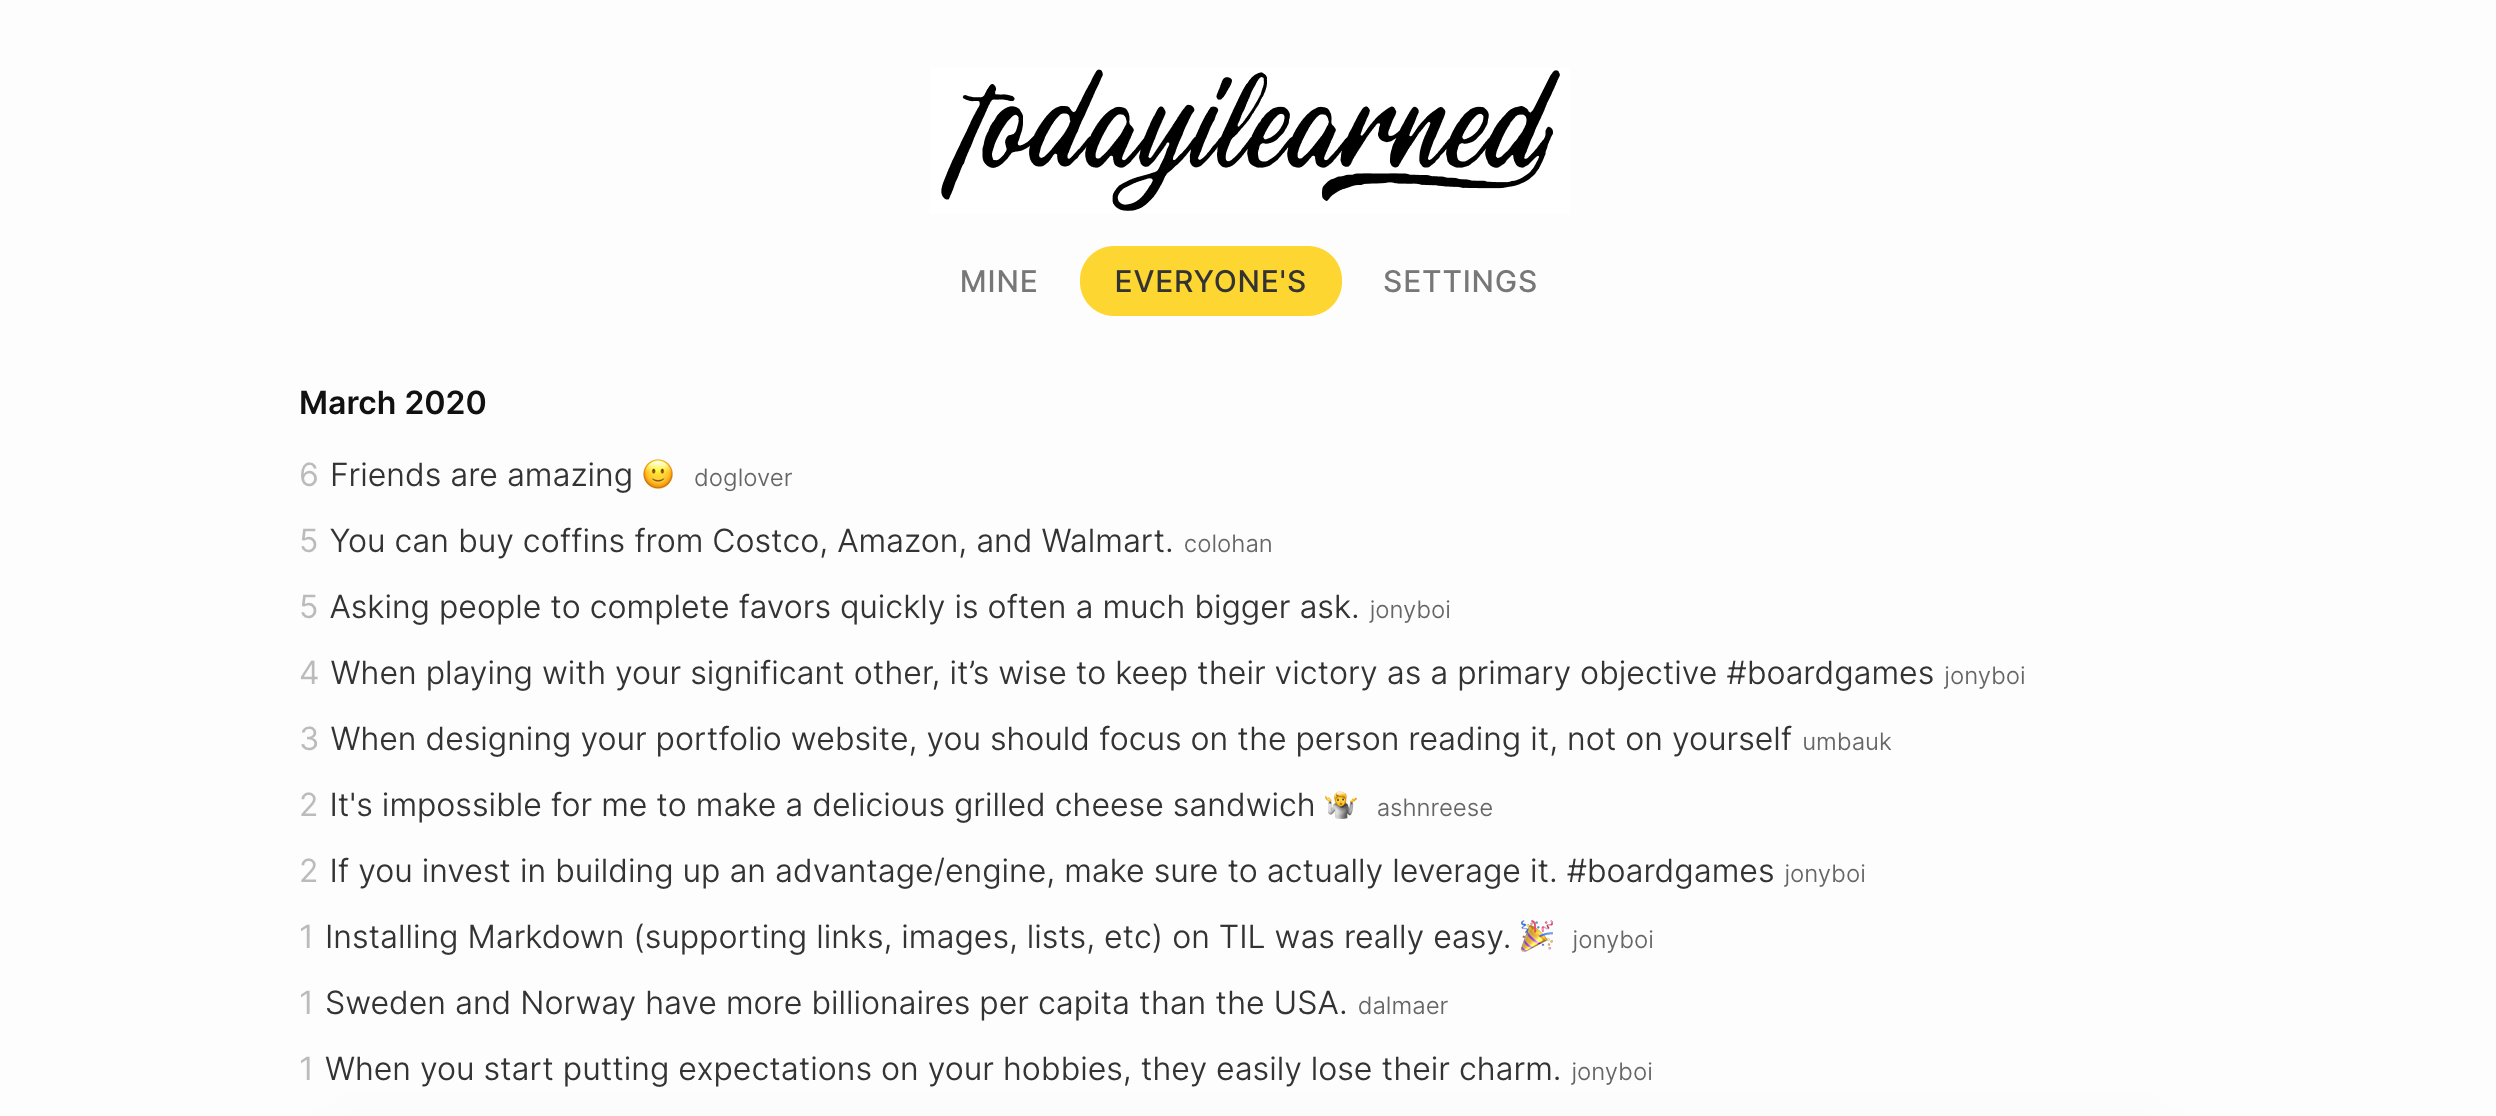 todayilearned
MINE EVERYONE'S SETTINGS
March 2020
6 Friends are amazing 🙂 doglover
5 You can buy coffins from Costco, Amazon, and Walmart. colohan
5 Asking people to complete favors quickly is often a much bigger ask. jonyboi
4 When playing with your significant other, it’s wise to keep their victory as a primary objective #boardgames jonyboi
3 When designing your portfolio website, you should focus on the person reading it, not on yourself umbauk
2 It's impossible for me to make a delicious grilled cheese sandwich 🤷 ashnreese
2 If you invest in building up an advantage/engine, make sure to actually leverage it. #boardgames jonyboi
1 Installing Markdown (supporting links, images, lists, etc) on TIL was really easy. 🎉 jonyboi
1 Sweden and Norway have more billionaires per capita than the USA. dalmaer
1 When you start putting expectations on your hobbies, they easily lose their charm. jonyboi